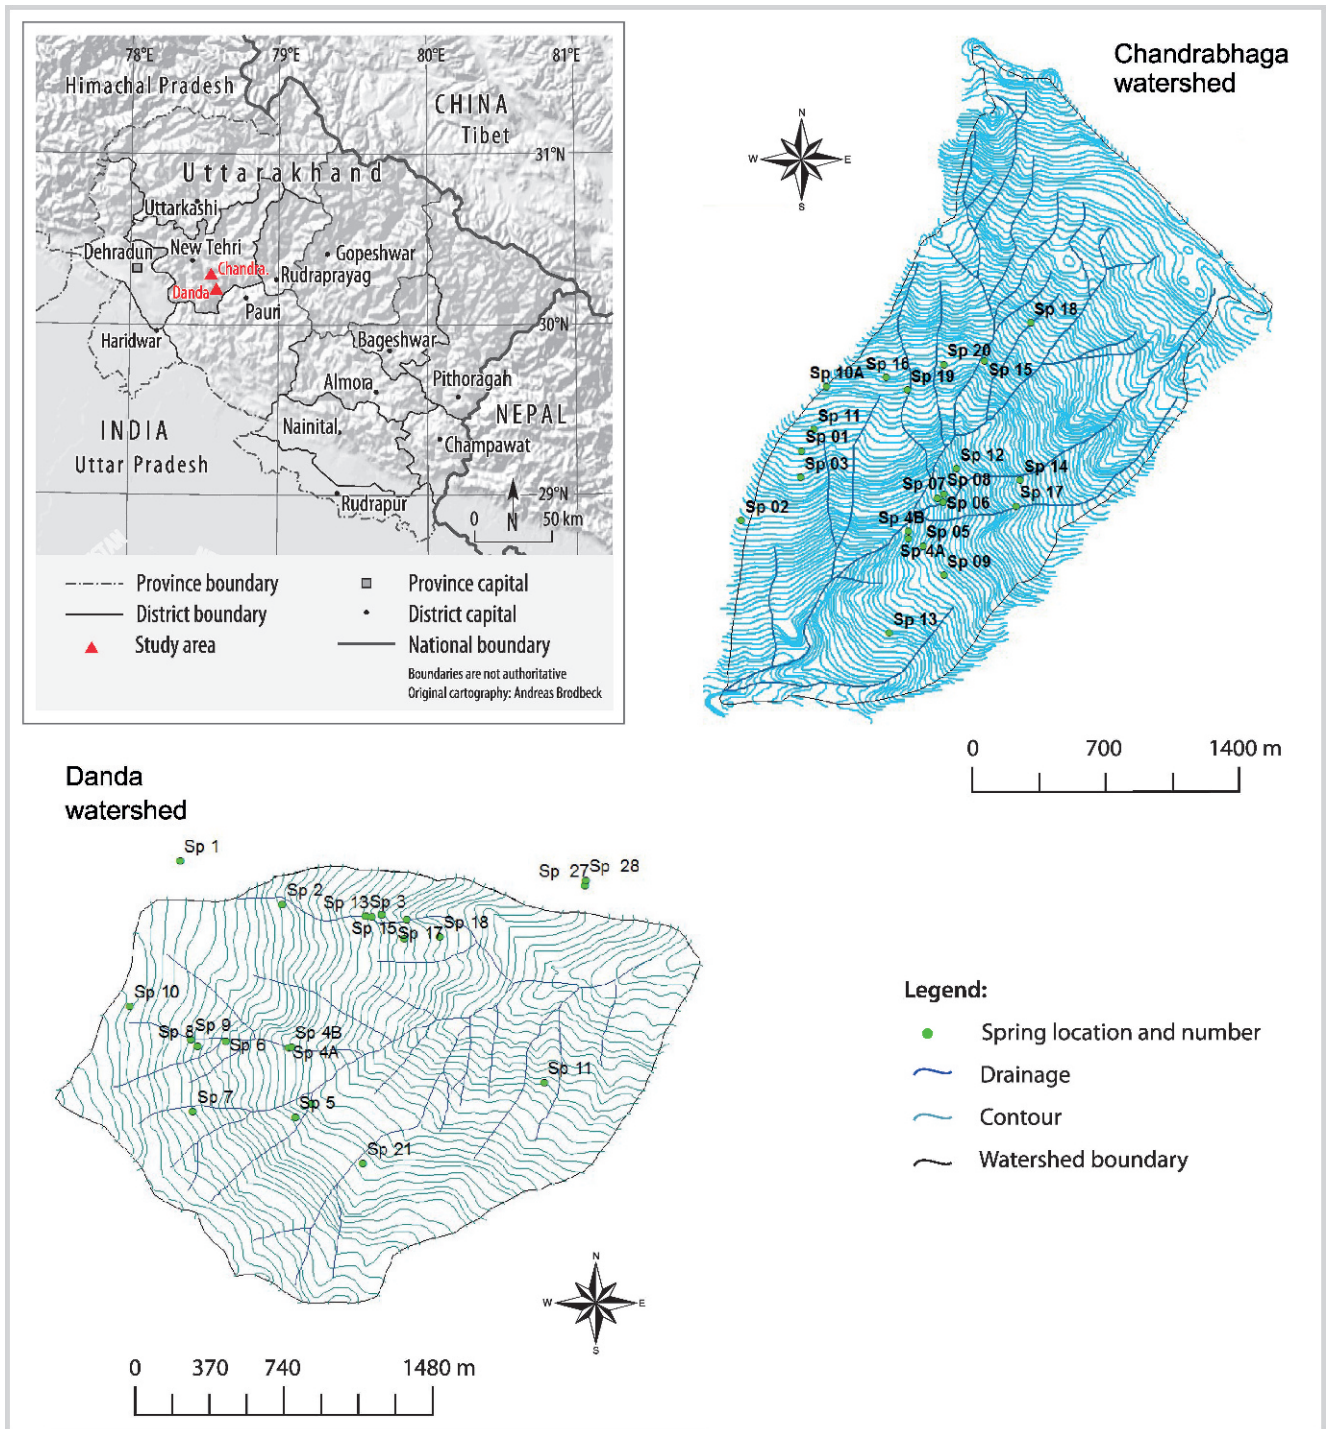 78°E
79°E
80°E
81°E
Himachal Pradesh
CHINA
Tibet
31°N
Uttarakhand
Uttarkashi
Dehradun
New Tehri
Gopeshwar
Chandra.
Rudraprayag
Danda
Pauri
30°N
Haridwar
Bageshwar
Almora
Pithoragah
NEPAL
INDIA
Nainital
Champawat
Uttar Pradesh
29°N
Rudrapur
0 N 50 km
Province boundary
Province capital
District boundary
District capital
Study area
National boundary
Boundaries are not authoritative
Original cartography: Andreas Brodbeck
Chandrabhaga
watershed
N
W E
S
Sp 18
Sp 20
Sp 16
Sp 15
Sp 10A
Sp 19
Sp 11
Sp 01
Sp 12
Sp 03
Sp 14
Sp 07
Sp 08
Sp 17
Sp 02
Sp 06
Sp 4B
Sp 05
Sp 4A
Sp 09
Sp 13
0 700 1400 m
Danda
watershed
Sp 1
Sp 27
Sp 28
Sp 2
Sp 13
Sp 3
Sp 18
Sp 15
Sp 17
Sp 10
Sp 8
Sp 9
Sp 4B
Sp 6
Sp 4A
Sp 11
Sp 7
Sp 5
Sp 21
N
W E
S
0 370 740 1480 m
Legend:
Spring location and number
Drainage
Contour
Watershed boundary